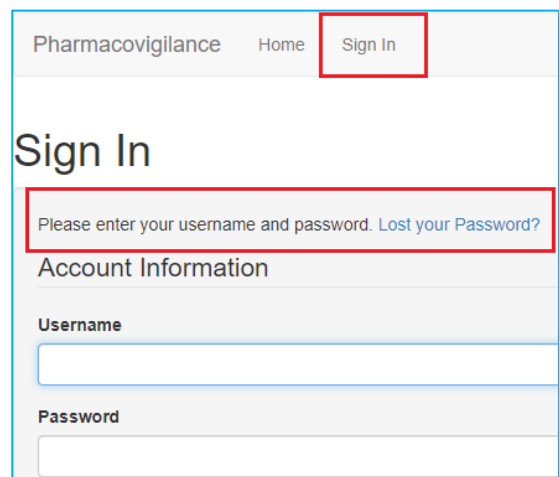 Pharmacovigilance Home Sign In
Sign In
Please enter your username and password. Lost your Password?
Account Information
Username
Password